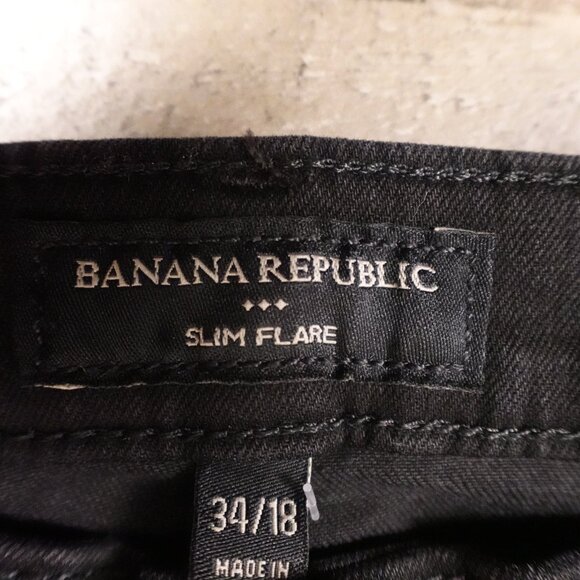 BANANA REPUBLIC
SLIM FLARE
34/18
MADE IN